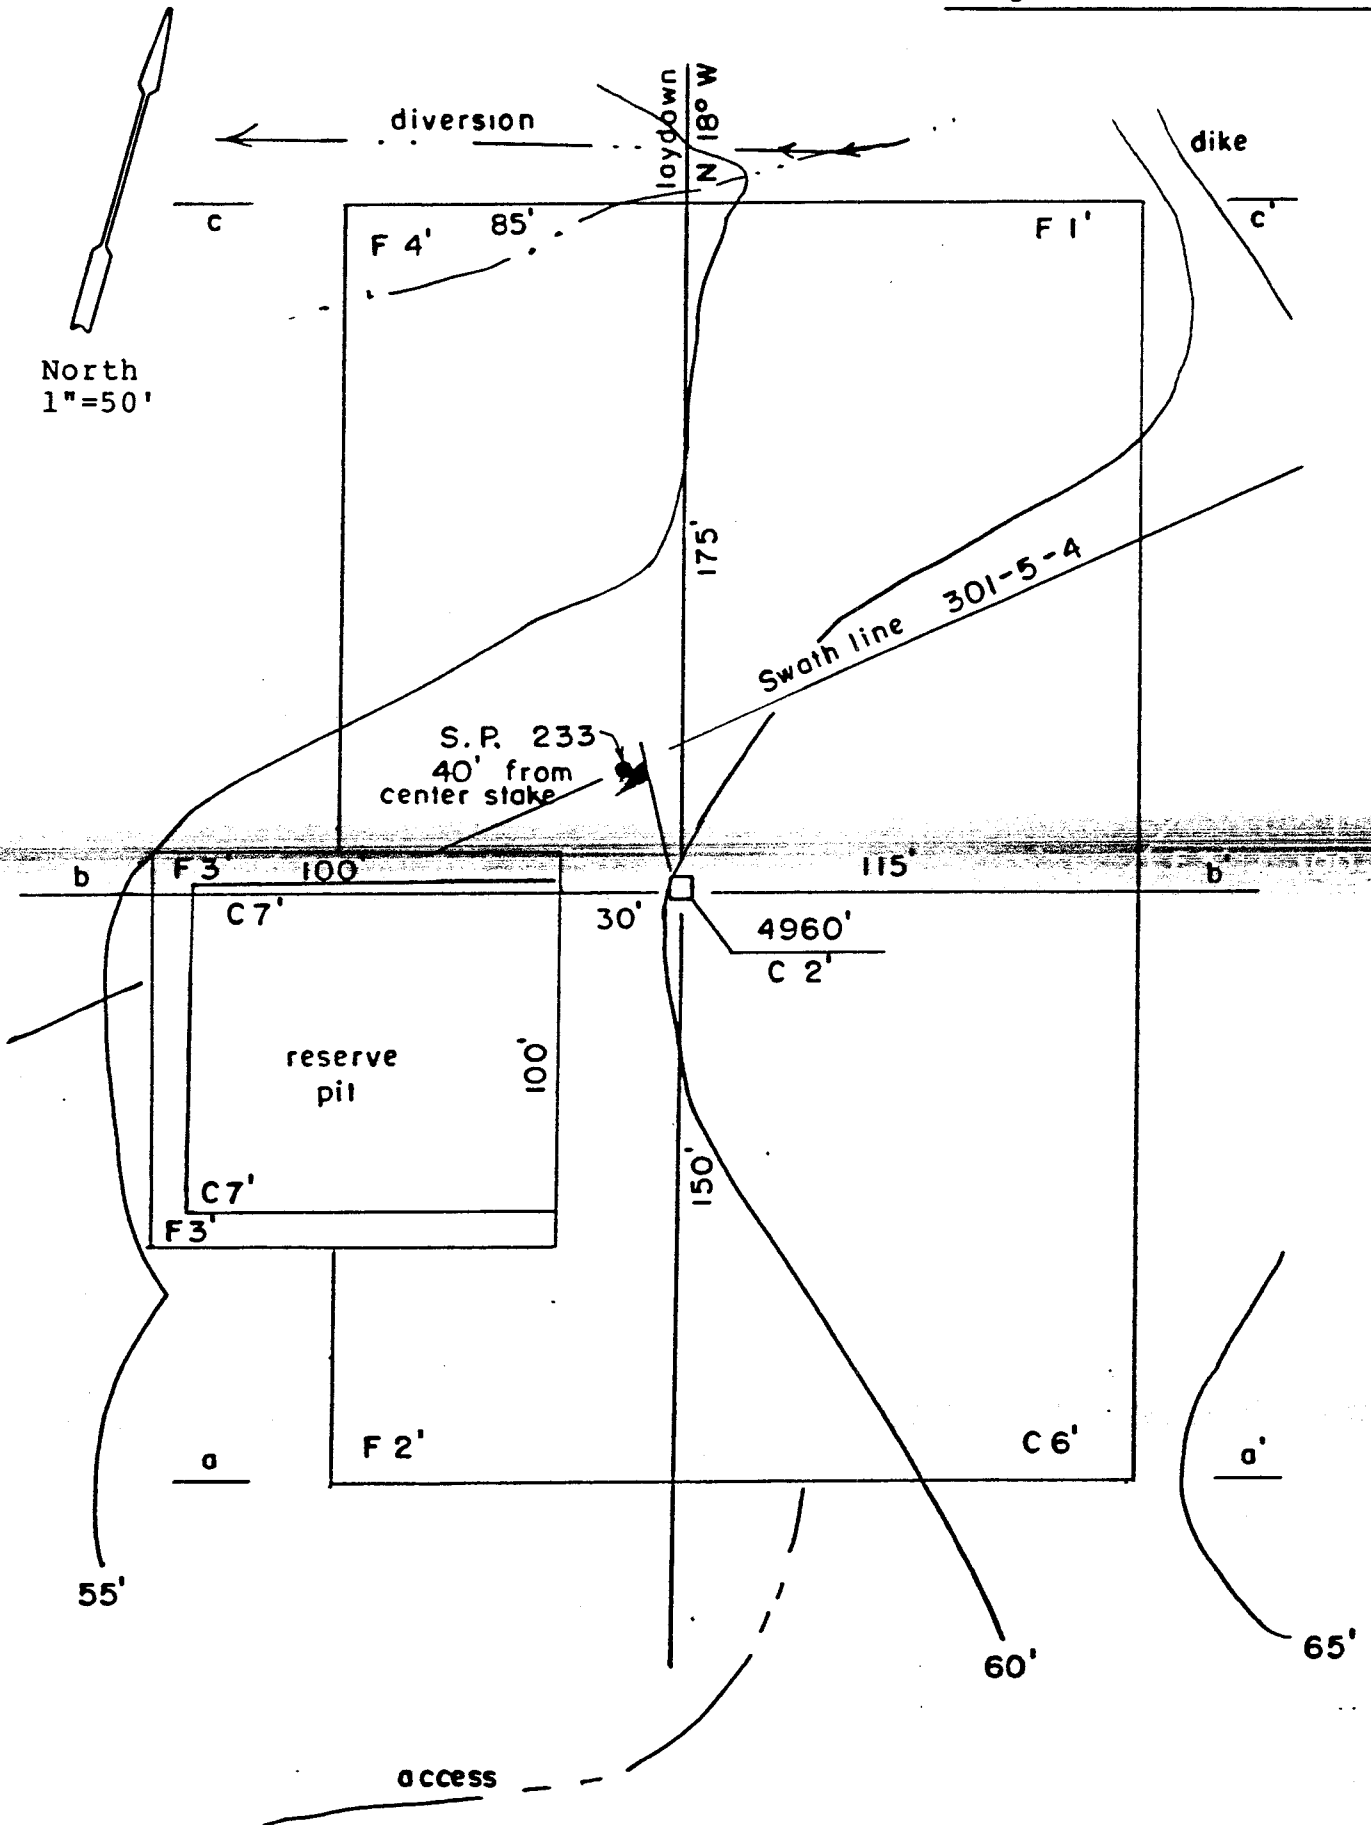 diversion
laydown
N 18° W
dike
c
c'
F 4'
85'
F 1'
North
1"=50'
175'
Swath line 301-5-4
S.P. 233
40' from
center stake
b
F 3'
100'
115'
b'
C 7'
30'
4960'
C 2'
reserve
pit
100'
150'
C 7'
F 3'
F 2'
C 6'
a
a'
55'
60'
65'
access